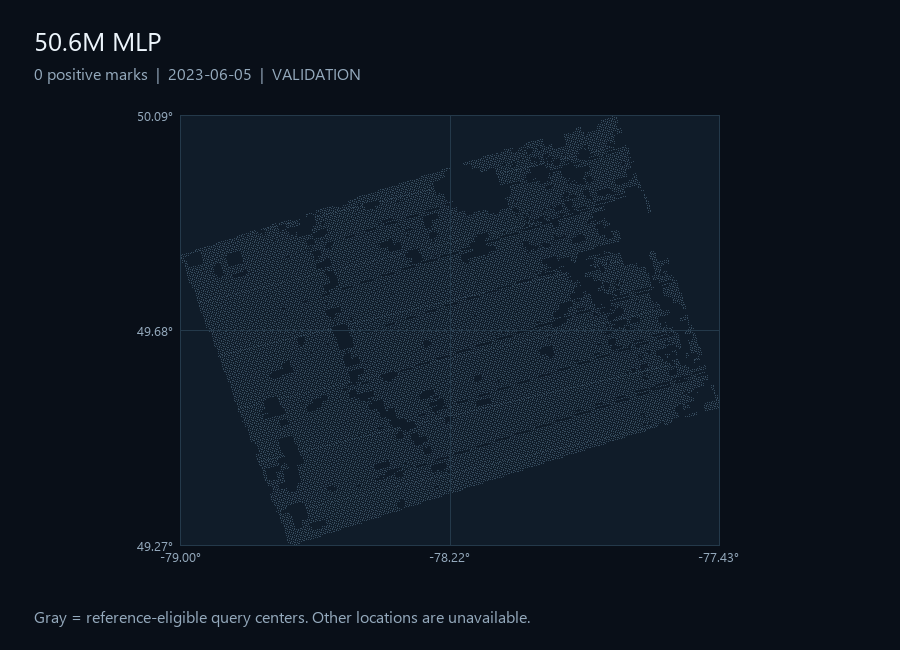 50.6M MLP
0 positive marks | 2023-06-05 | VALIDATION
50.09°
49.68°
49.27°
-79.00°
-78.22°
-77.43°
Gray = reference-eligible query centers. Other locations are unavailable.